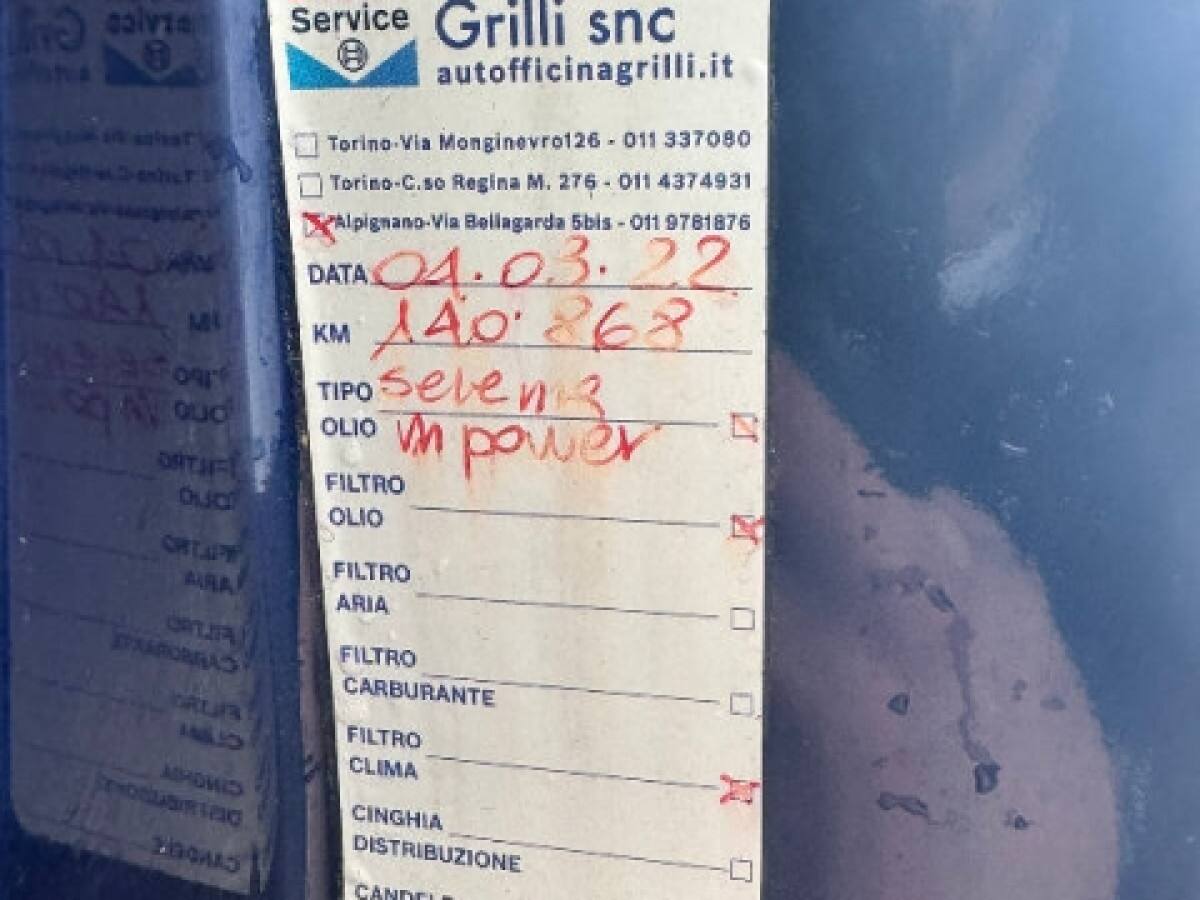 Service
Grilli snc
autofficinagrilli.it
Torino-Via Monginevro126 - 011 337080
Torino-C.so Regina M. 276 - 011 4374931
Alpignano-Via Bellagarda 5bis - 011 9781876
DATA 04.03.22
KM 140.868
TIPO OLIO selenia
m power
FILTRO
OLIO
FILTRO
ARIA
FILTRO
CARBURANTE
FILTRO
CLIMA
CINGHIA
DISTRIBUZIONE
CANDELE